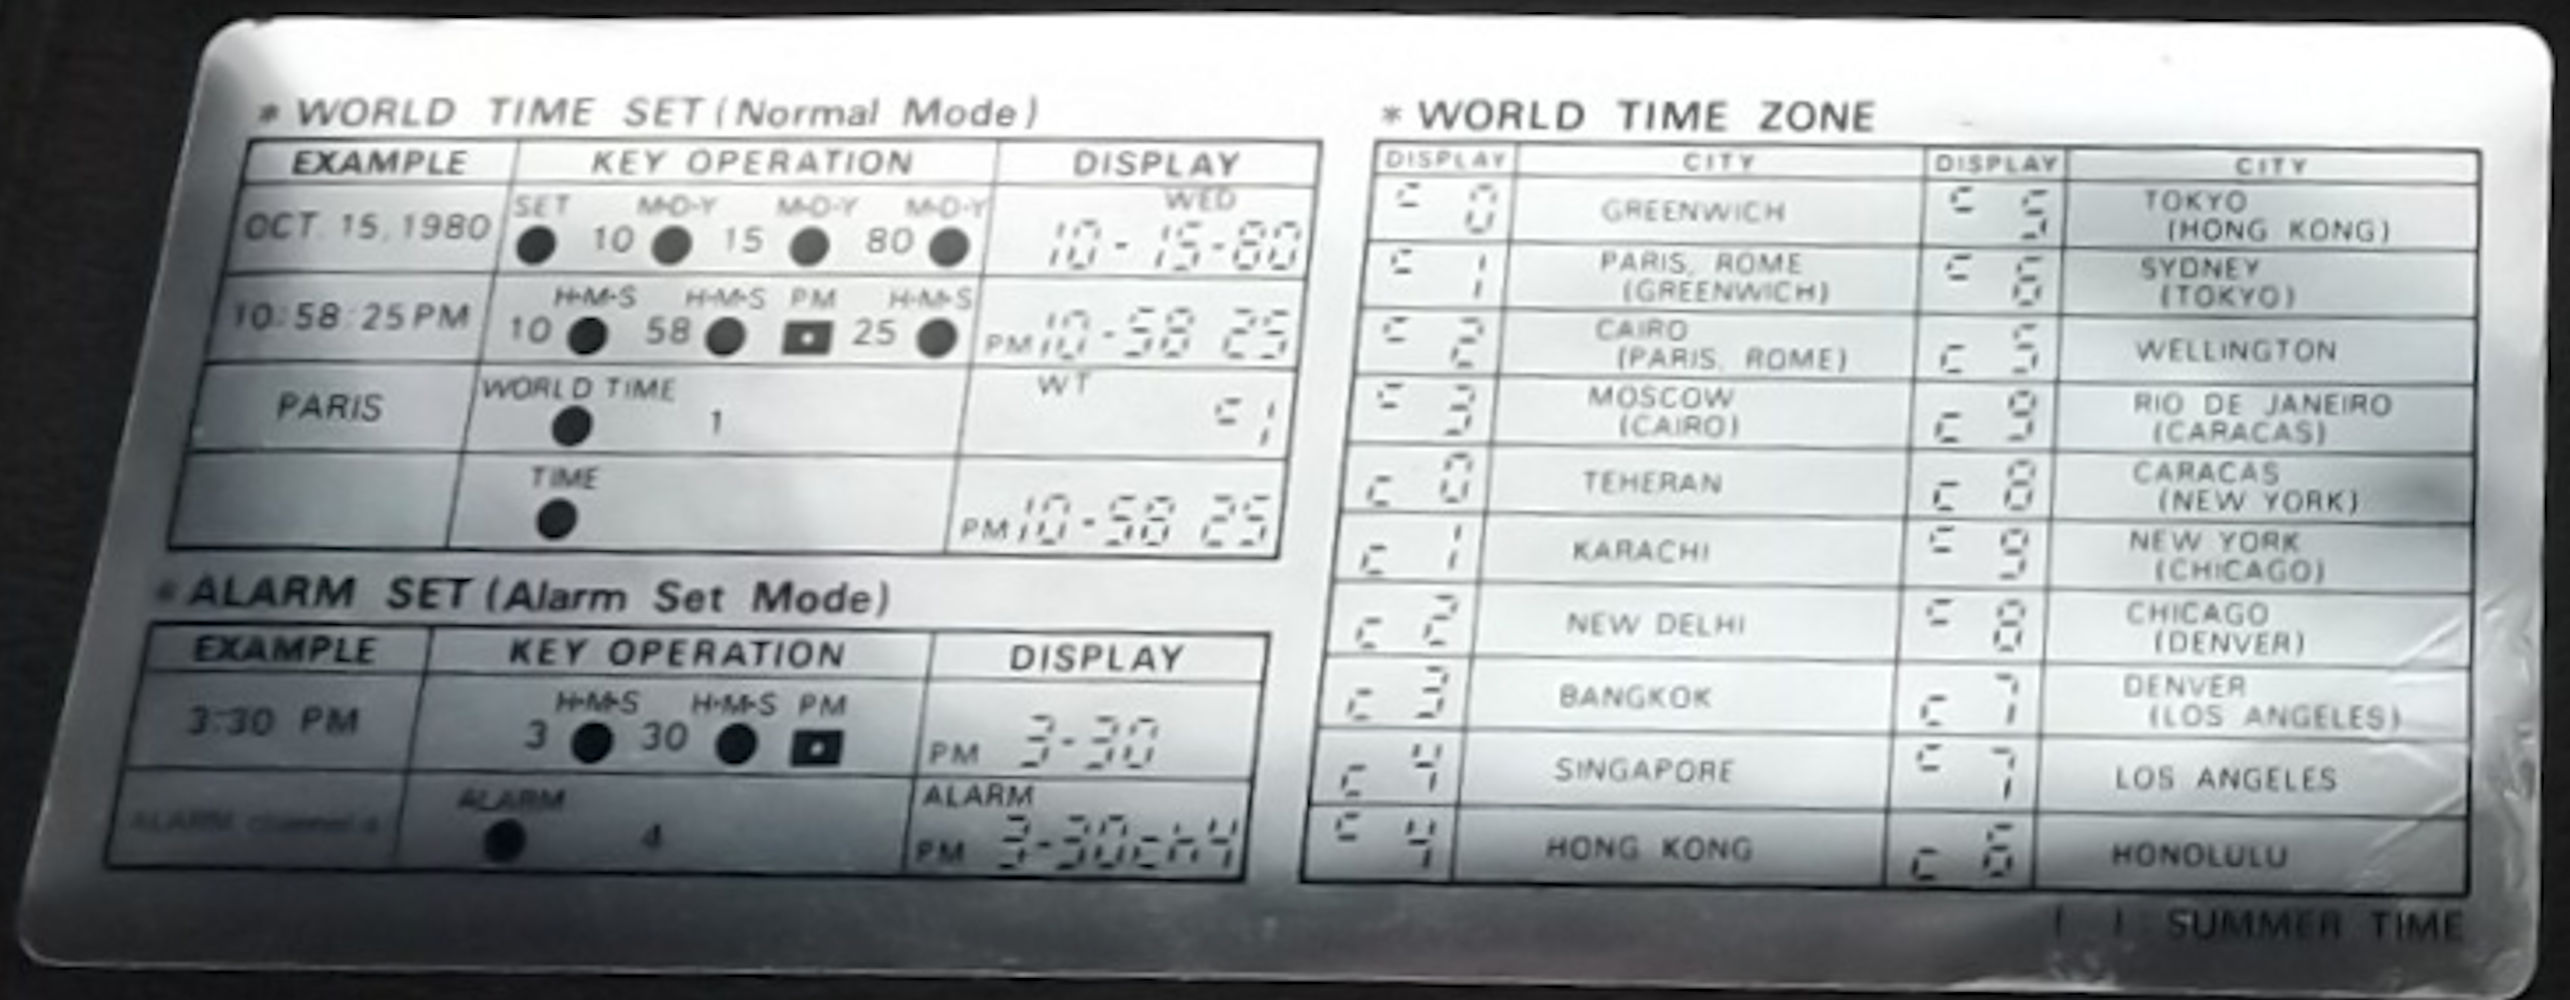 * WORLD TIME SET (Normal Mode)
EXAMPLE KEY OPERATION DISPLAY
SET M-D-Y M-D-Y M-D-Y WED
OCT. 15, 1980 10 15 80 10-15-80
H-M-S H-M-S PM H-M-S
10:58:25 PM 10 58 25 PM 10-58 25
WORLD TIME WT
PARIS 1 c 1
TIME
PM 10-58 25
* ALARM SET (Alarm Set Mode)
EXAMPLE KEY OPERATION DISPLAY
H-M-S H-M-S PM
3:30 PM 3 30 PM 3-30
ALARM ALARM
ALARM channel 4 4 PM 3-30ch4
* WORLD TIME ZONE
DISPLAY CITY DISPLAY CITY
c 0 GREENWICH c 5 TOKYO
(HONG KONG)
c 1 PARIS, ROME c 6 SYDNEY
(GREENWICH) (TOKYO)
c 2 CAIRO c 5 WELLINGTON
(PARIS, ROME)
c 3 MOSCOW c 9 RIO DE JANEIRO
(CAIRO) (CARACAS)
c 0 TEHERAN c 8 CARACAS
(NEW YORK)
c 1 KARACHI c 9 NEW YORK
(CHICAGO)
c 2 NEW DELHI c 8 CHICAGO
(DENVER)
c 3 BANGKOK c 7 DENVER
(LOS ANGELES)
c 4 SINGAPORE c 7 LOS ANGELES
c 4 HONG KONG c 6 HONOLULU
( ) : SUMMER TIME